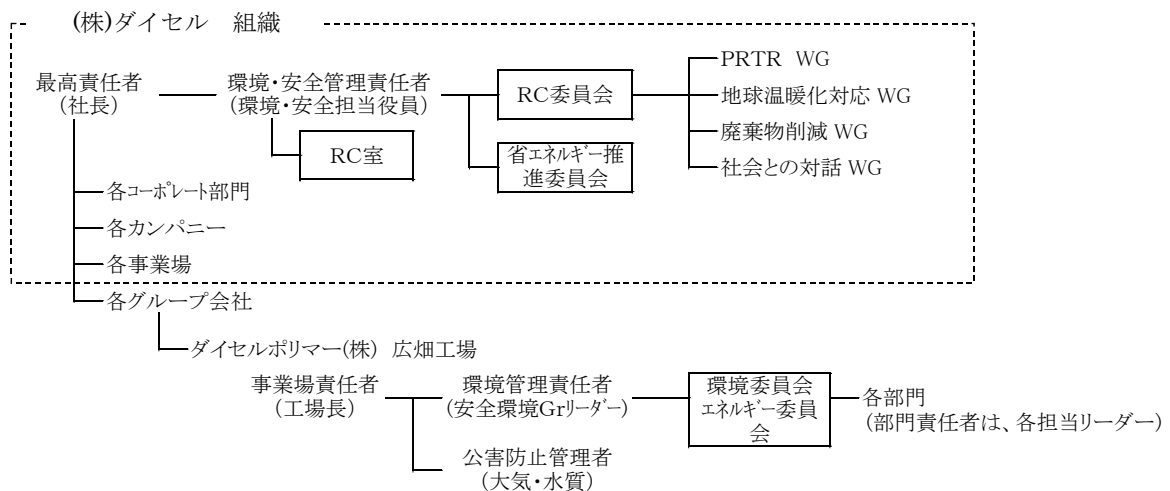 (株)ダイセル 組織
最高責任者
(社長)
環境・安全管理責任者
(環境・安全担当役員)
RC委員会
PRTR WG
地球温暖化対応 WG
廃棄物削減 WG
社会との対話 WG
RC室
省エネルギー推
進委員会
各コーポレート部門
各カンパニー
各事業場
各グループ会社
ダイセルポリマー(株) 広畑工場
事業場責任者
(工場長)
環境管理責任者
(安全環境Grリーダー)
環境委員会
エネルギー委員
会
各部門
(部門責任者は、各担当リーダー)
公害防止管理者
(大気・水質)